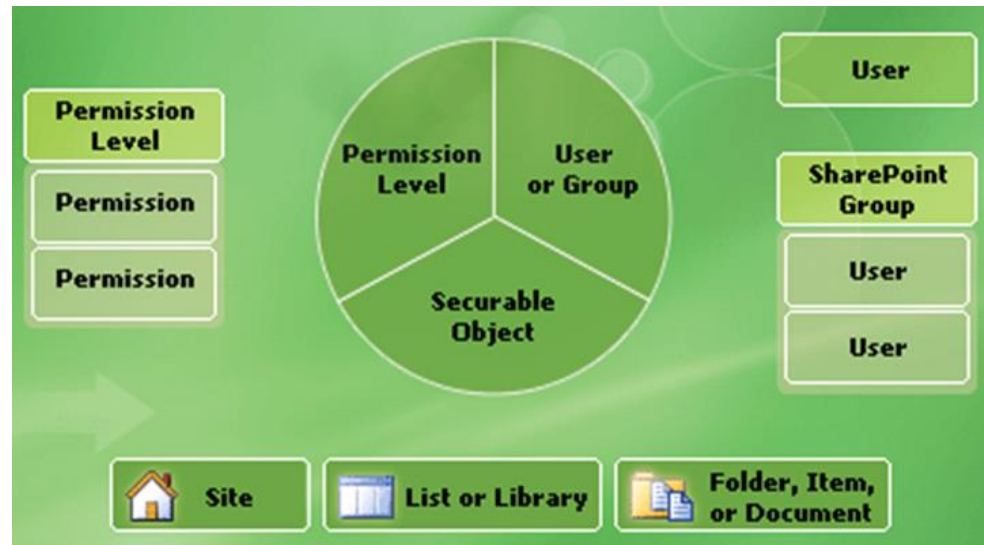 Permission
Level
Permission
Permission
Permission
Level
User
or Group
Securable
Object
User
SharePoint
Group
User
User
Site
List or Library
Folder, Item,
or Document